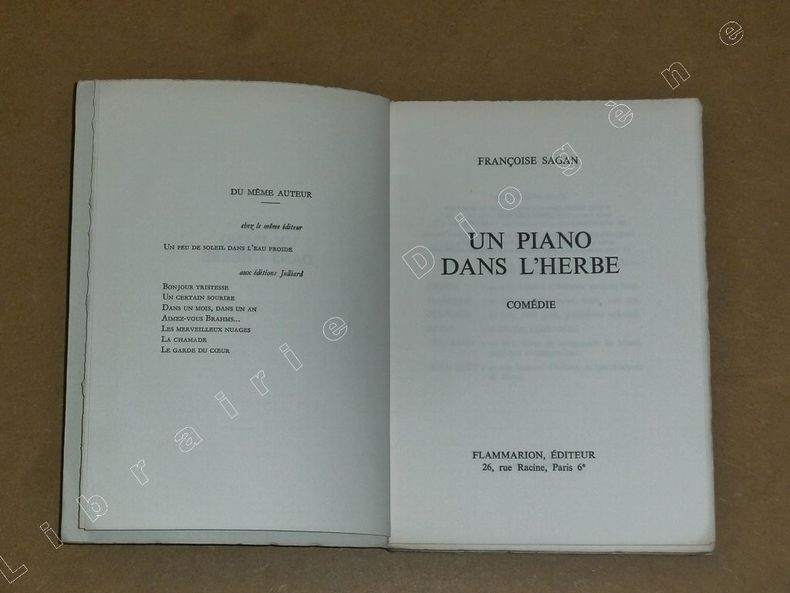 DU MÊME AUTEUR
chez le même éditeur
UN PEU DE SOLEIL DANS L'EAU FROIDE
aux éditions Julliard
BONJOUR TRISTESSE
UN CERTAIN SOURIRE
DANS UN MOIS, DANS UN AN
AIMEZ-VOUS BRAHMS...
LES MERVEILLEUX NUAGES
LA CHAMADE
LE GARDE DU CŒUR
FRANÇOISE SAGAN
UN PIANO
DANS L'HERBE
COMÉDIE
FLAMMARION, ÉDITEUR
26, rue Racine, Paris 6e
Librairie Diogène